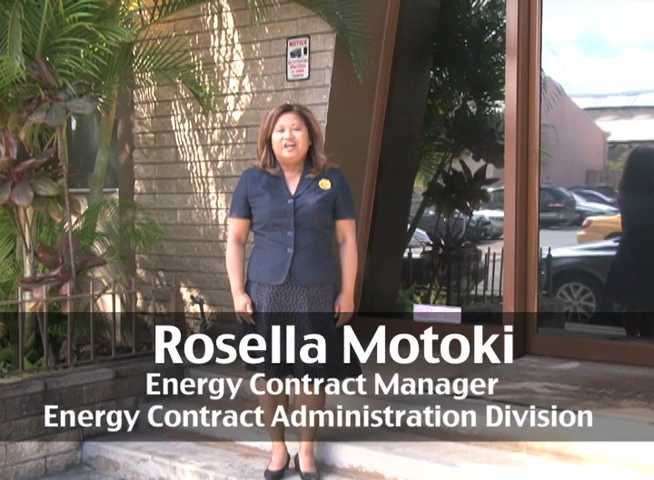 NOTICE
Rosella Motoki
Energy Contract Manager
Energy Contract Administration Division